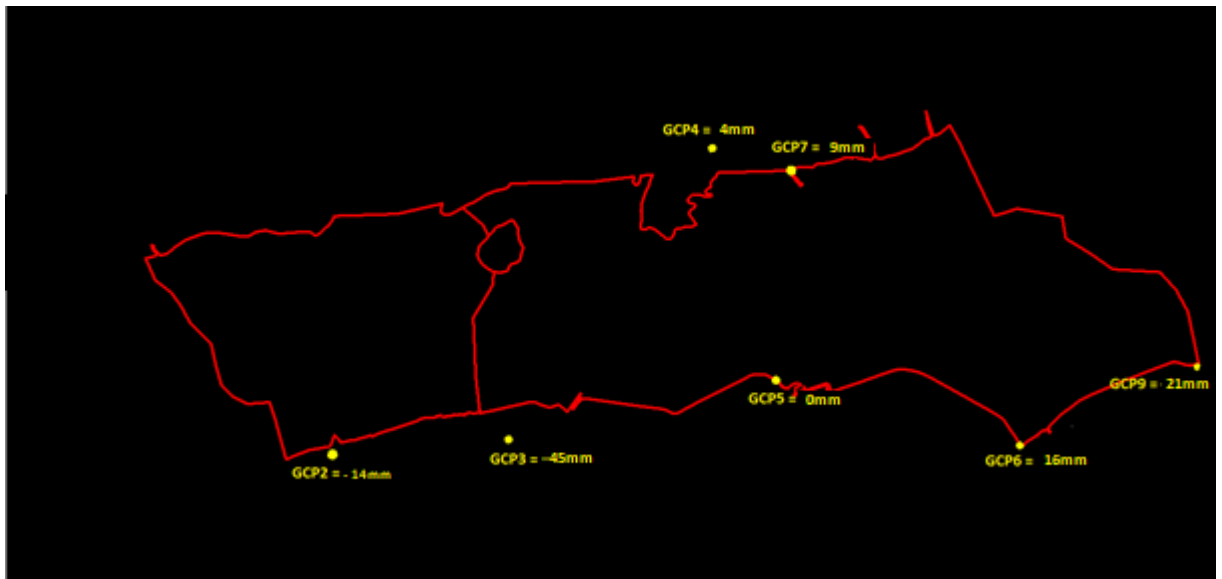 GCP4 = 4mm
GCP7 = 9mm
GCP5 = 0mm
GCP9 = 21mm
GCP3 = -45mm
GCP6 = 16mm
GCP2 = - 14mm